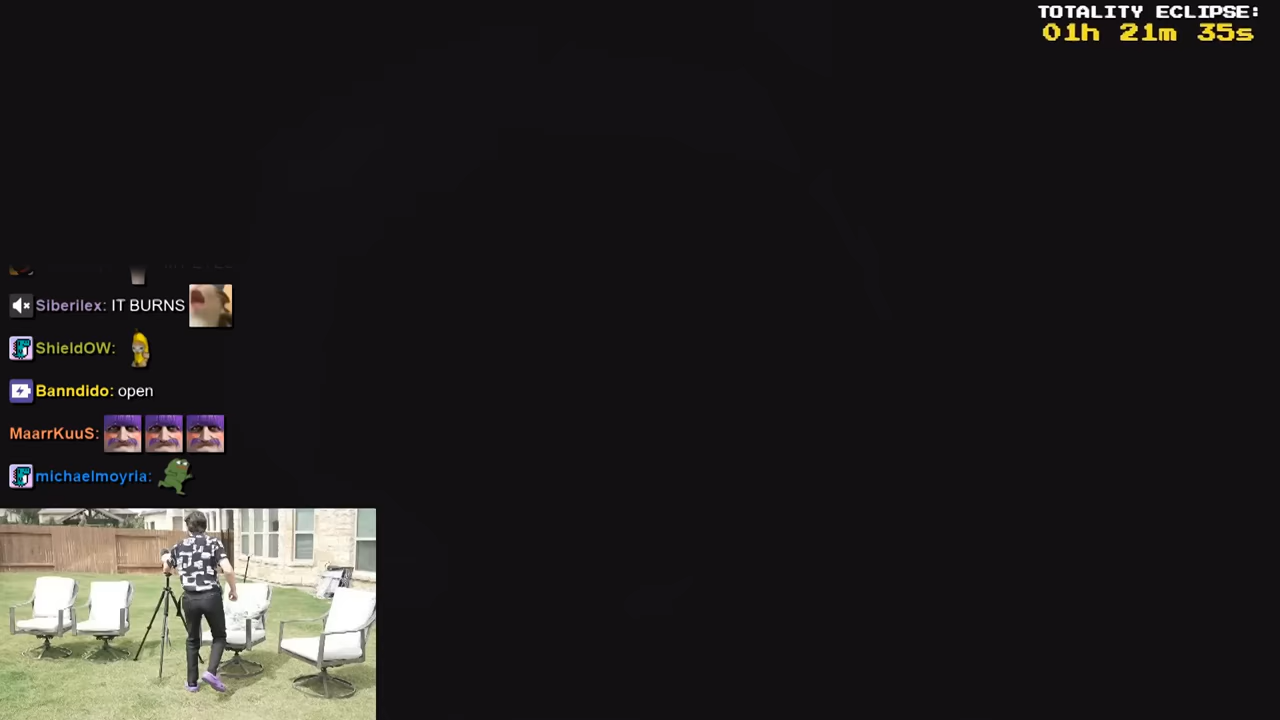 TOTALITY ECLIPSE:
01h 21m 35s
Siberilex: IT BURNS
ShieldOW:
Banndido: open
MaarrKuuS:
michaelmoyria: